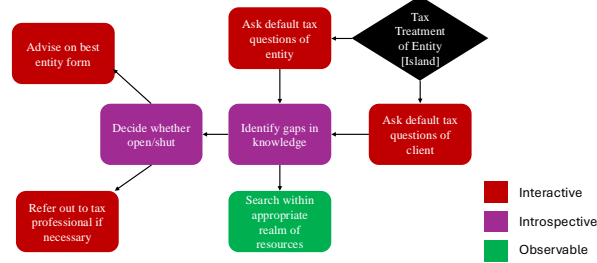 Ask default tax
questions of
entity
Tax
Treatment
of Entity
[Island]
Advise on best
entity form
Decide whether
open/shut
Identify gaps in
knowledge
Ask default tax
questions of
client
Refer out to tax
professional if
necessary
Search within
appropriate
realm of
resources
Interactive
Introspective
Observable